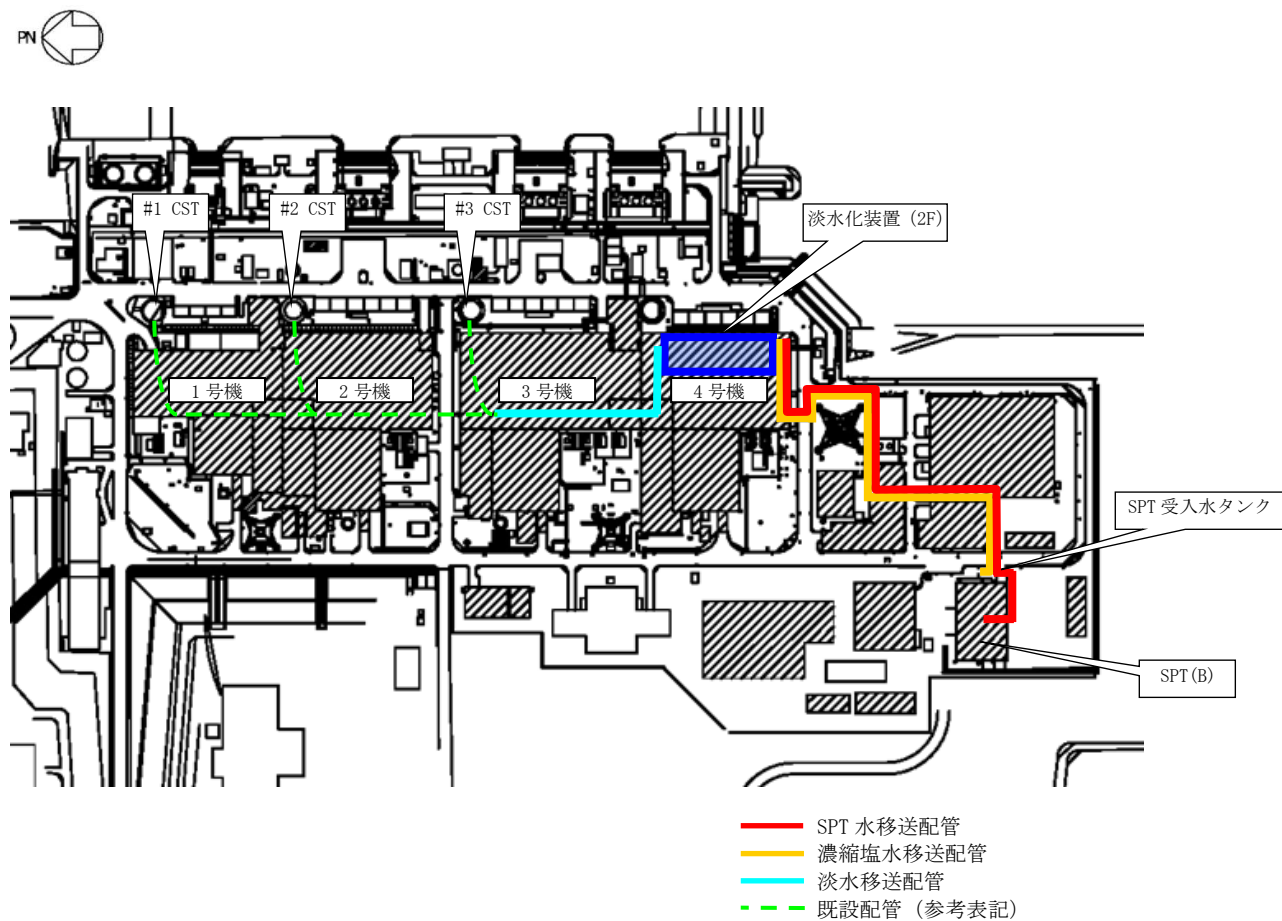 PN
#1 CST
#2 CST
#3 CST
淡水化装置 (2F)
1 号機
2 号機
3 号機
4 号機
SPT 受入水タンク
SPT(B)
SPT 水移送配管
濃縮塩水移送配管
淡水移送配管
既設配管 (参考表記)